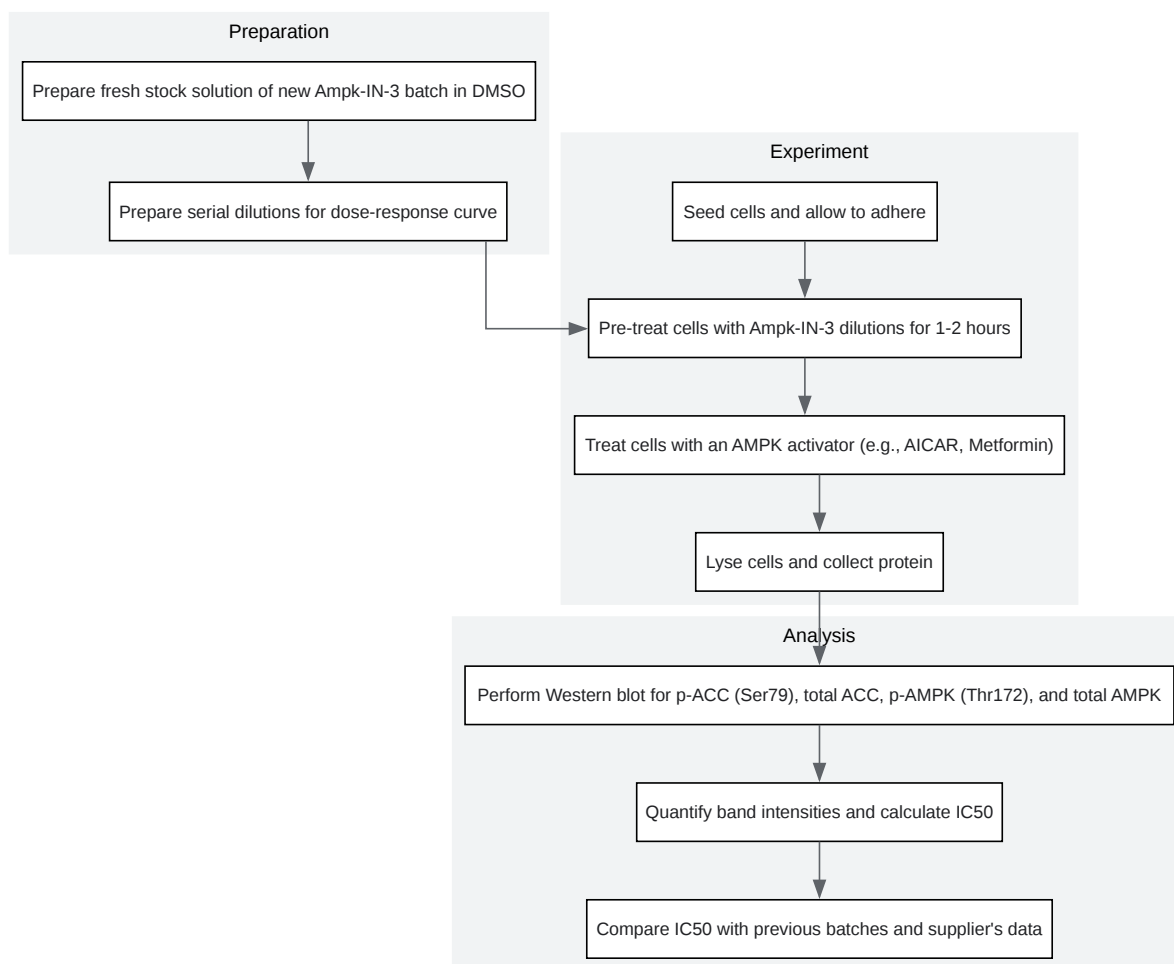 Preparation
Prepare fresh stock solution of new Ampk-IN-3 batch in DMSO
Prepare serial dilutions for dose-response curve
Experiment
Seed cells and allow to adhere
Pre-treat cells with Ampk-IN-3 dilutions for 1-2 hours
Treat cells with an AMPK activator (e.g., AICAR, Metformin)
Lyse cells and collect protein
Analysis
Perform Western blot for p-ACC (Ser79), total ACC, p-AMPK (Thr172), and total AMPK
Quantify band intensities and calculate IC50
Compare IC50 with previous batches and supplier's data